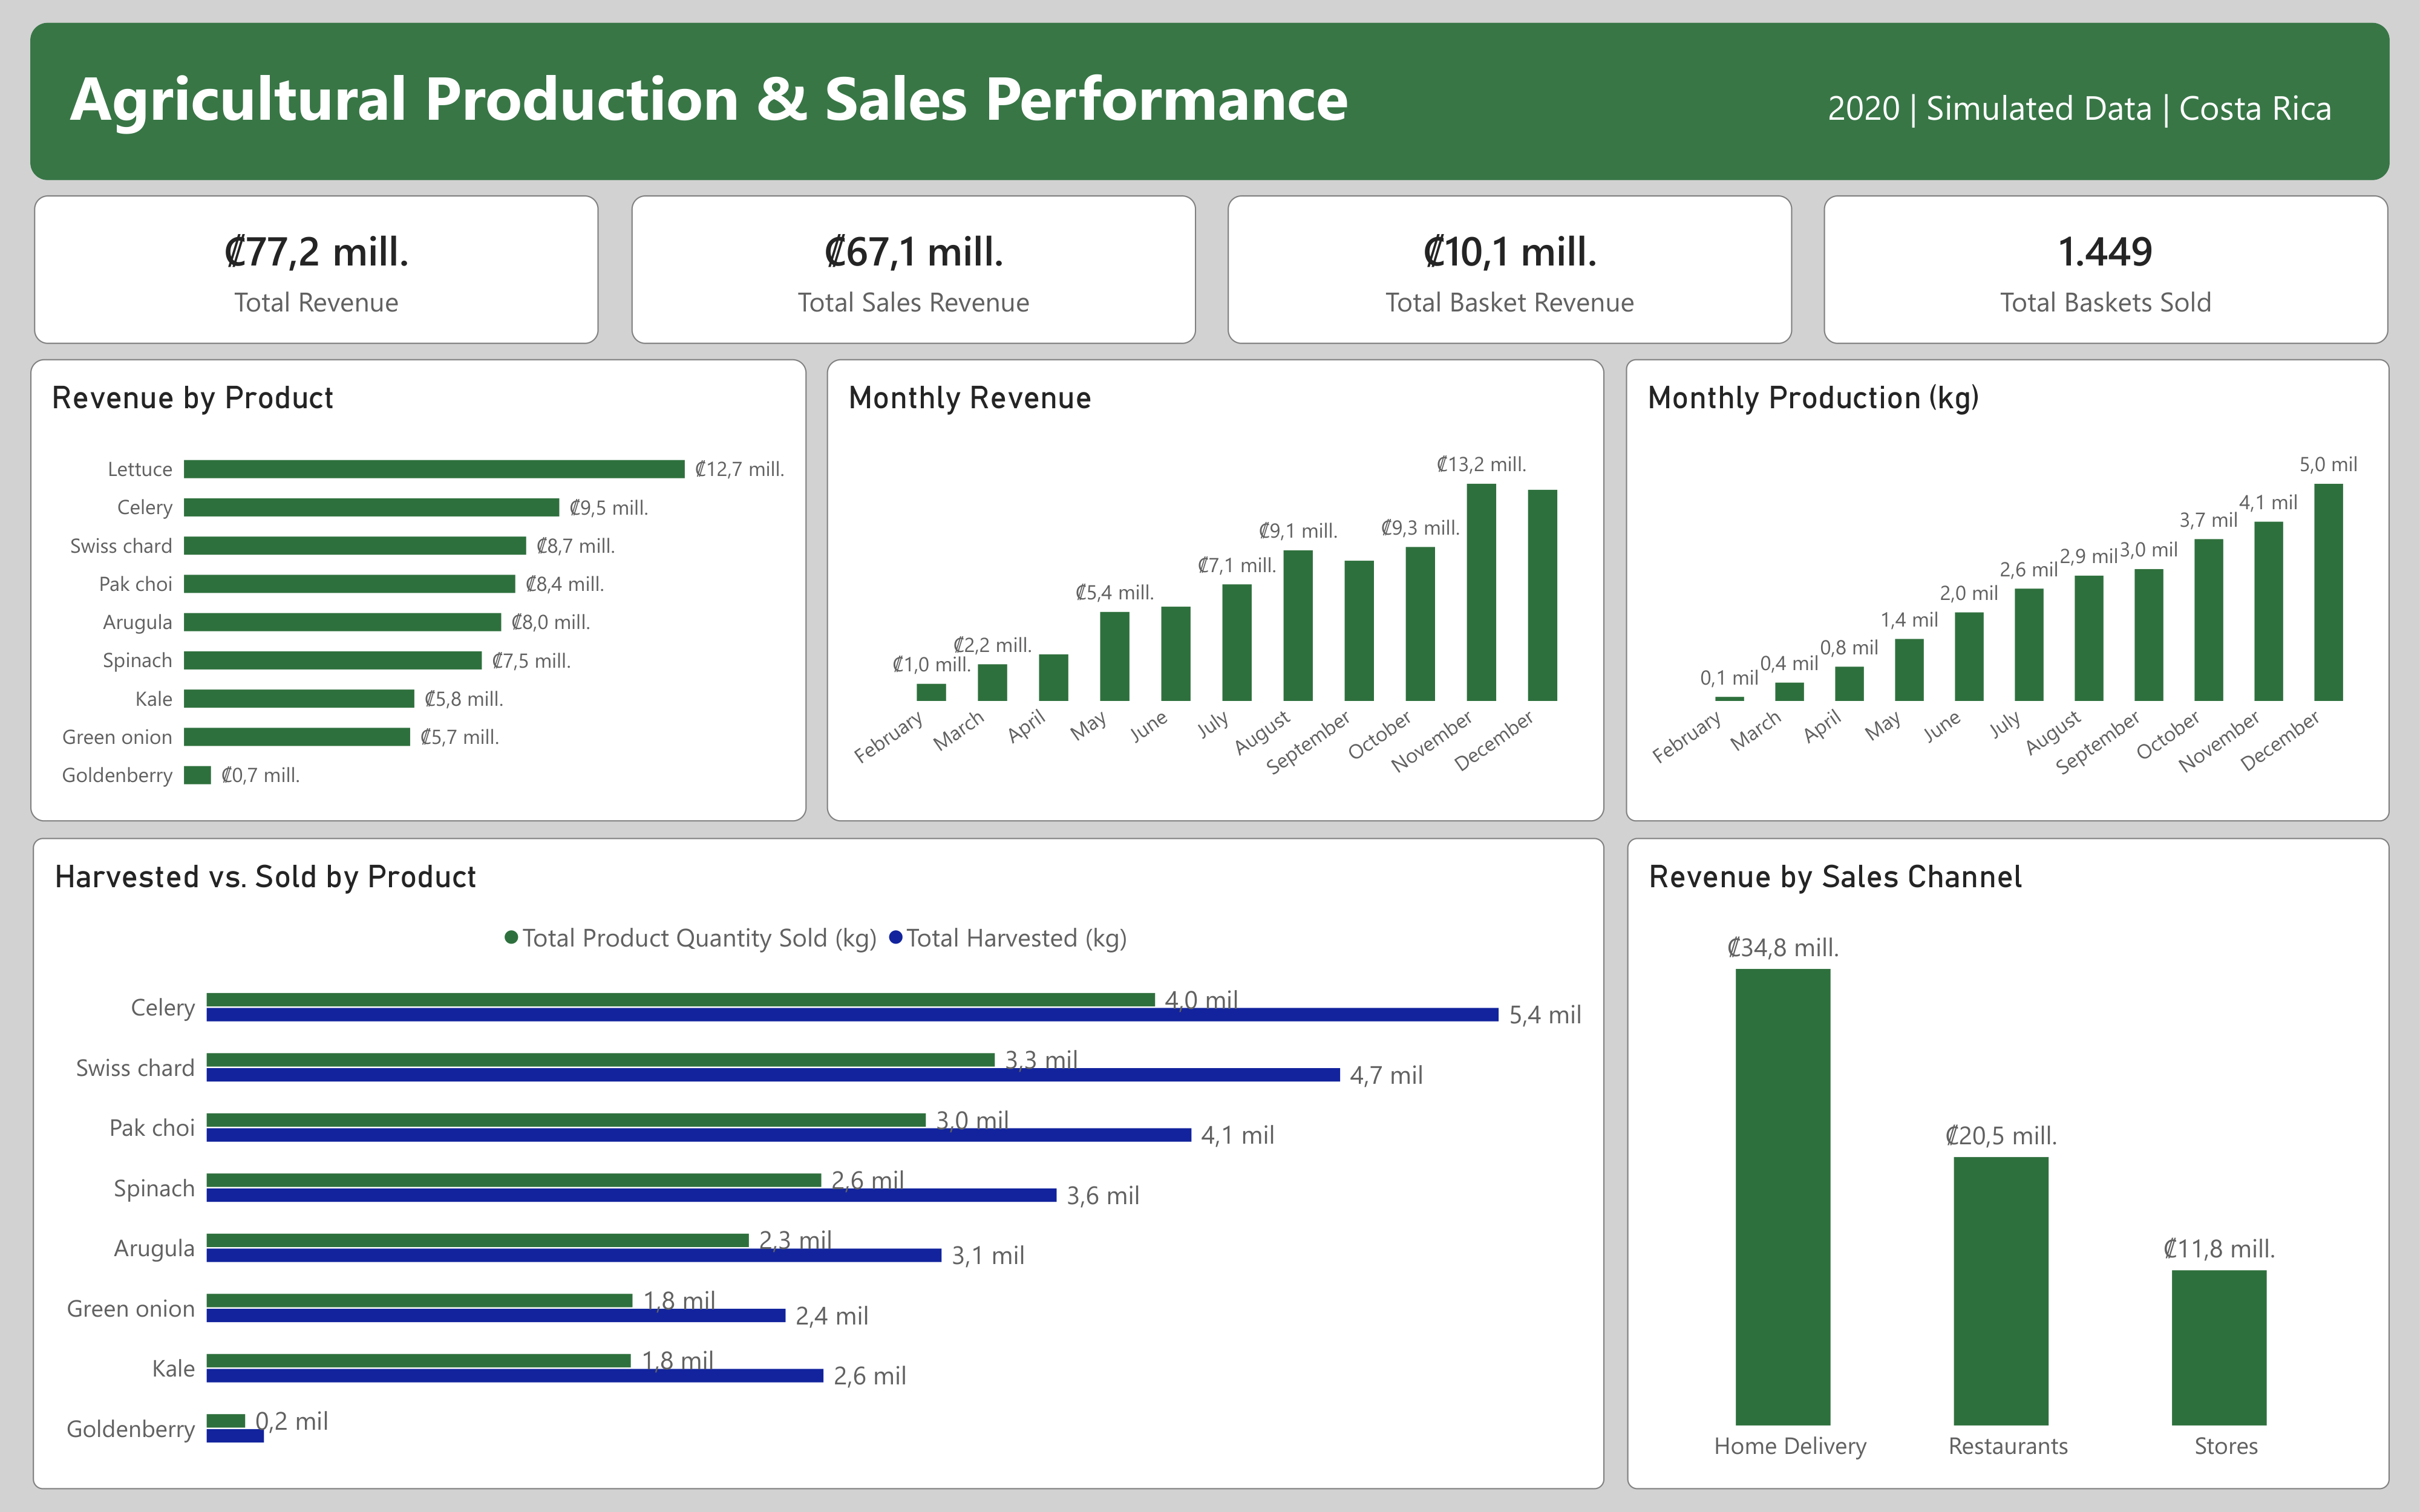 Agricultural Production & Sales Performance
2020 | Simulated Data | Costa Rica
₡77,2 mill.
Total Revenue
₡67,1 mill.
Total Sales Revenue
₡10,1 mill.
Total Basket Revenue
1.449
Total Baskets Sold
Revenue by Product
Lettuce ₡12,7 mill.
Celery ₡9,5 mill.
Swiss chard ₡8,7 mill.
Pak choi ₡8,4 mill.
Arugula ₡8,0 mill.
Spinach ₡7,5 mill.
Kale ₡5,8 mill.
Green onion ₡5,7 mill.
Goldenberry ₡0,7 mill.
Monthly Revenue
₡1,0 mill.
₡2,2 mill.
₡5,4 mill.
₡7,1 mill.
₡9,1 mill.
₡9,3 mill.
₡13,2 mill.
February
March
April
May
June
July
August
September
October
November
December
Monthly Production (kg)
0,1 mil
0,4 mil
0,8 mil
1,4 mil
2,0 mil
2,6 mil
2,9 mil
3,0 mil
3,7 mil
4,1 mil
5,0 mil
February
March
April
May
June
July
August
September
October
November
December
Harvested vs. Sold by Product
Total Product Quantity Sold (kg) Total Harvested (kg)
Celery
4,0 mil
5,4 mil
Swiss chard
3,3 mil
4,7 mil
Pak choi
3,0 mil
4,1 mil
Spinach
2,6 mil
3,6 mil
Arugula
2,3 mil
3,1 mil
Green onion
1,8 mil
2,4 mil
Kale
1,8 mil
2,6 mil
Goldenberry
0,2 mil
Revenue by Sales Channel
₡34,8 mill.
₡20,5 mill.
₡11,8 mill.
Home Delivery
Restaurants
Stores